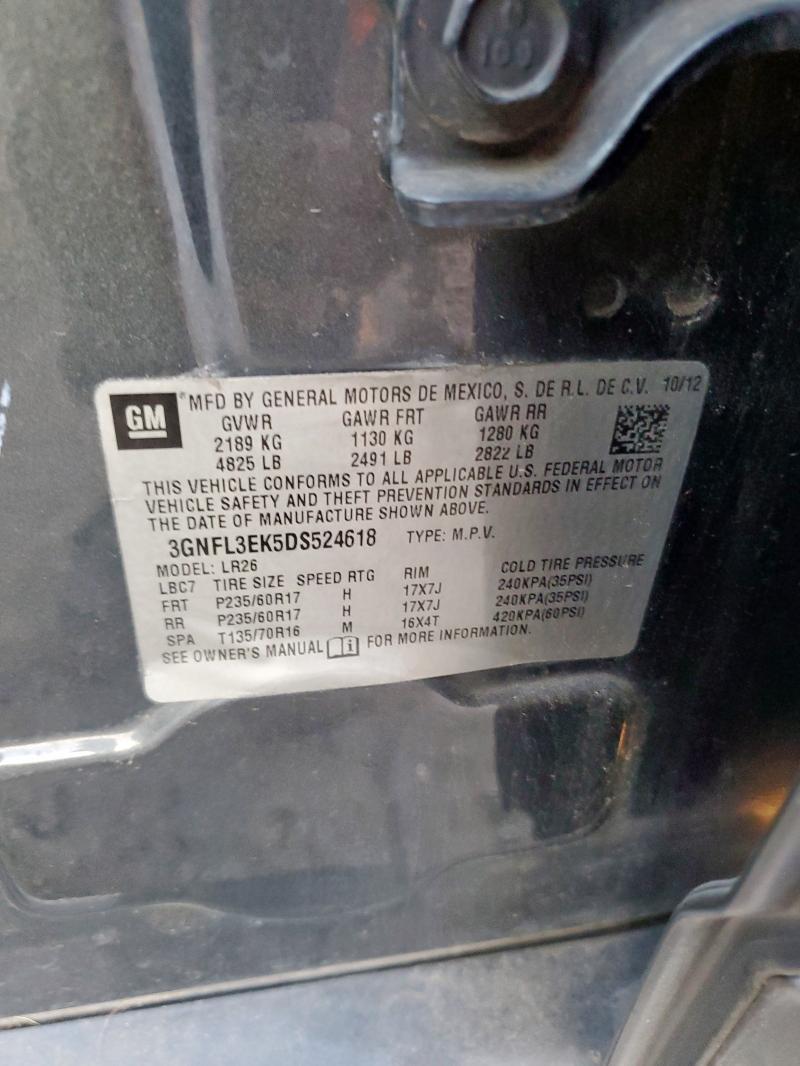 109
GM
MFD BY GENERAL MOTORS DE MEXICO, S. DE R.L. DE C.V. 10/12
GVWR GAWR FRT GAWR RR
2189 KG 1130 KG 1280 KG
4825 LB 2491 LB 2822 LB
THIS VEHICLE CONFORMS TO ALL APPLICABLE U.S. FEDERAL MOTOR
VEHICLE SAFETY AND THEFT PREVENTION STANDARDS IN EFFECT ON
THE DATE OF MANUFACTURE SHOWN ABOVE.
3GNFL3EK5DS524618 TYPE: M.P.V.
MODEL: LR26
LBC7 TIRE SIZE SPEED RTG RIM COLD TIRE PRESSURE
FRT P235/60R17 H 17X7J 240KPA(35PSI)
RR P235/60R17 H 17X7J 240KPA(35PSI)
SPA T135/70R16 M 16X4T 420KPA(60PSI)
SEE OWNER'S MANUAL i FOR MORE INFORMATION.